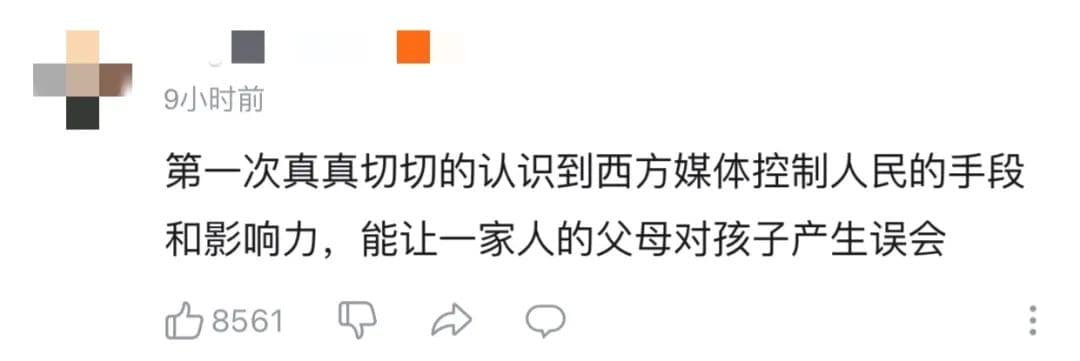 9小时前
第一次真真切切的认识到西方媒体控制人民的手段
和影响力，能让一家人的父母对孩子产生误会
8561